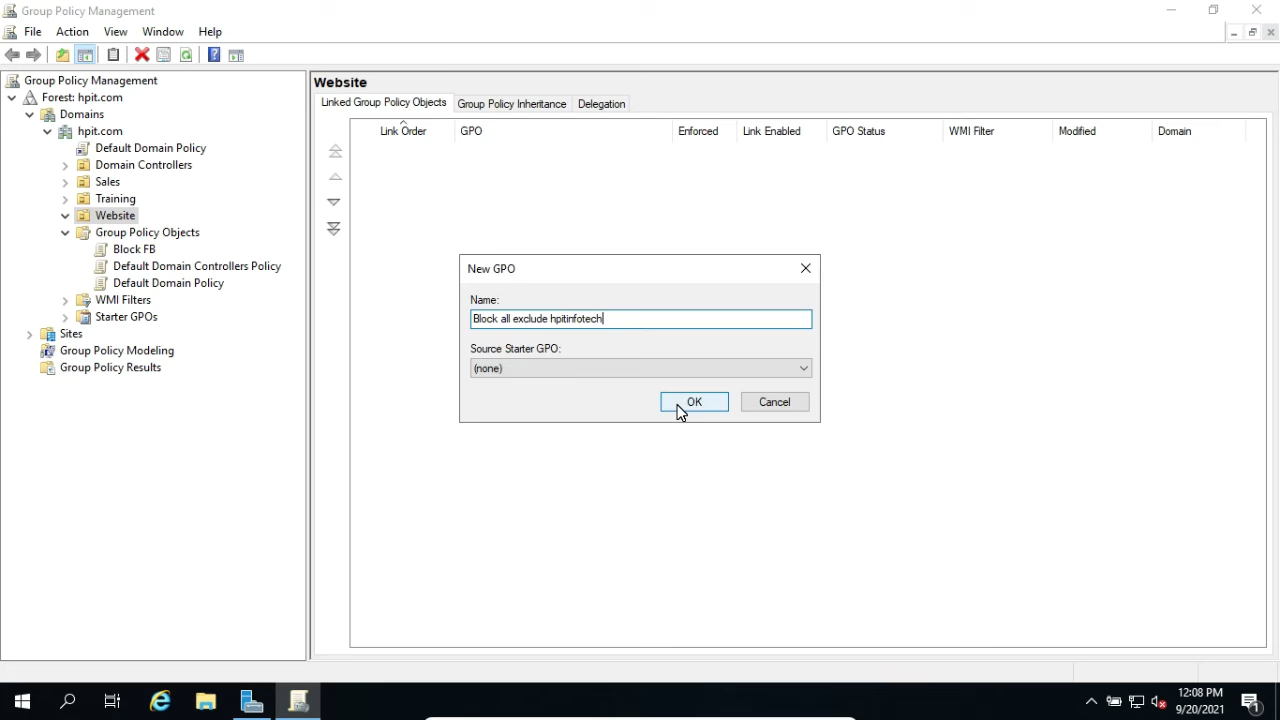 Group Policy Management
File Action View Window Help
Group Policy Management
Forest: hpit.com
Domains
hpit.com
Default Domain Policy
Domain Controllers
Sales
Training
Website
Group Policy Objects
Block FB
Default Domain Controllers Policy
Default Domain Policy
WMI Filters
Starter GPOs
Sites
Group Policy Modeling
Group Policy Results
Website
Linked Group Policy Objects Group Policy Inheritance Delegation
Link Order GPO Enforced Link Enabled GPO Status WMI Filter Modified Domain
New GPO
Name:
Block all exclude hpitinfotech
Source Starter GPO:
(none)
OK Cancel
12:08 PM
9/20/2021
1